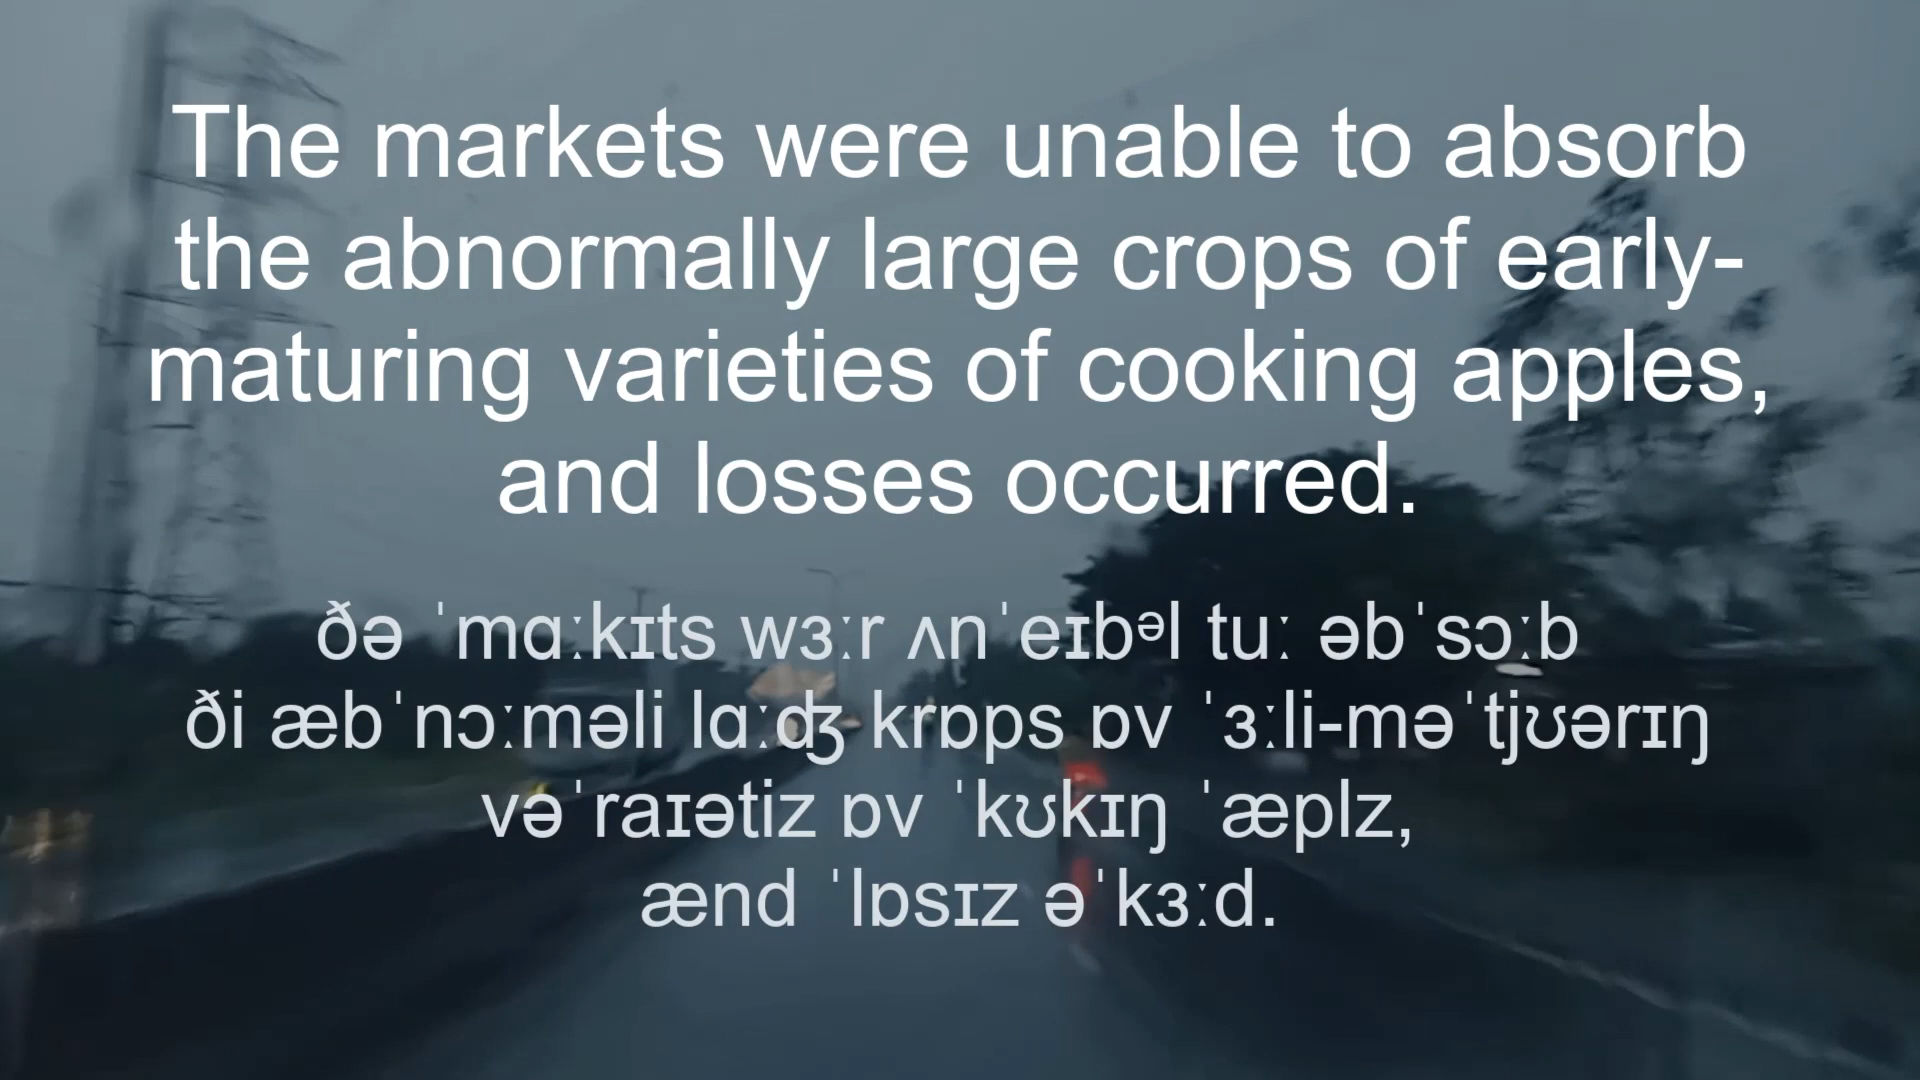 The markets were unable to absorb
the abnormally large crops of early-
maturing varieties of cooking apples,
and losses occurred.
ðə ˈmɑːkɪts wɜːr ʌnˈeɪbᵊl tuː əbˈsɔːb
ði æbˈnɔːməli lɑːʤ krɒps ɒv ˈɜːli-məˈtjʊərɪŋ
vəˈraɪətiz ɒv ˈkʊkɪŋ ˈæplz,
ænd ˈlɒsɪz əˈkɜːd.